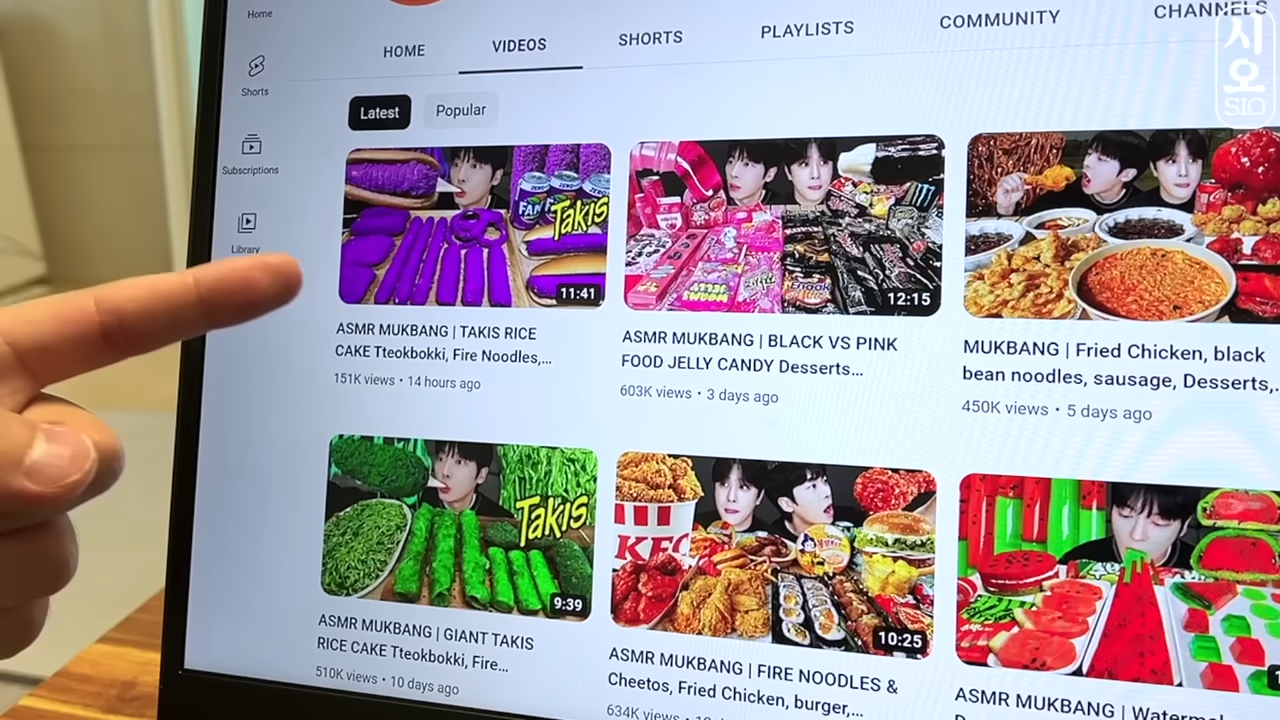 Home
HOME
VIDEOS
SHORTS
PLAYLISTS
COMMUNITY
CHANNELS
시오
SIO
Shorts
Subscriptions
Library
Latest
Popular
ZERO
ZERO
ZERO
Takis
11:41
12:15
ASMR MUKBANG | TAKIS RICE
CAKE Tteokbokki, Fire Noodles,...
151K views • 14 hours ago
ASMR MUKBANG | BLACK VS PINK
FOOD JELLY CANDY Desserts...
603K views • 3 days ago
MUKBANG | Fried Chicken, black
bean noodles, sausage, Desserts,...
450K views • 5 days ago
Takis
KFC
9:39
10:25
ASMR MUKBANG | GIANT TAKIS
RICE CAKE Tteokbokki, Fire...
510K views • 10 days ago
ASMR MUKBANG | FIRE NOODLES &
Cheetos, Fried Chicken, burger,...
634K views
ASMR MUKBANG |